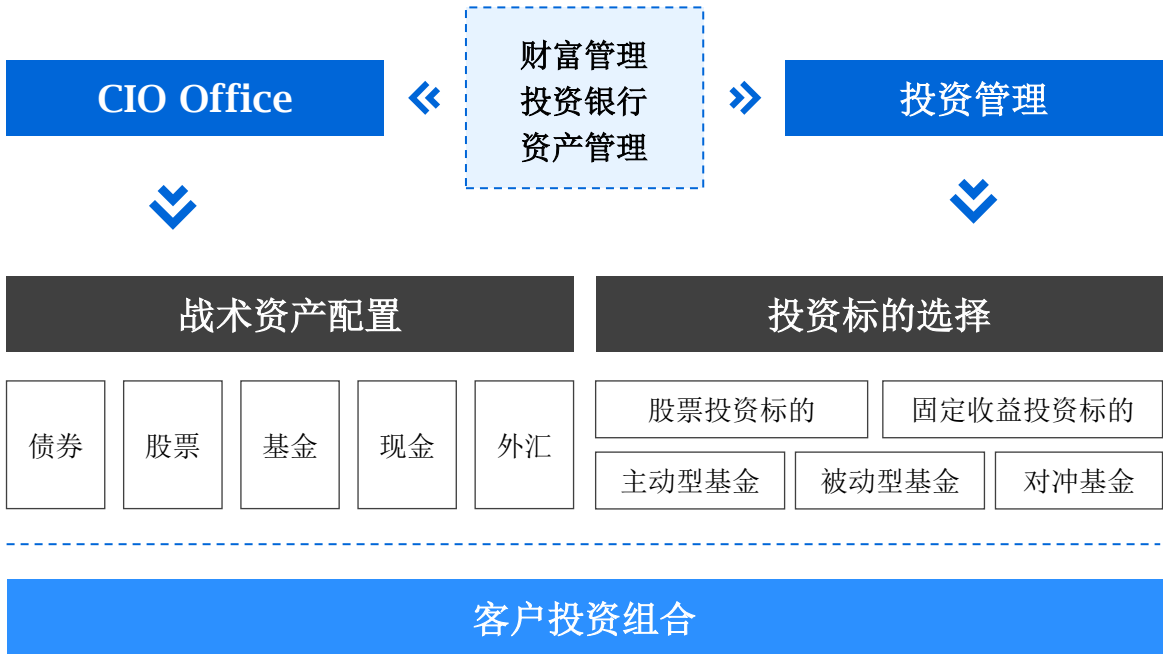 财富管理
投资银行
资产管理
CIO Office
投资管理
战术资产配置
投资标的选择
债券
股票
基金
现金
外汇
股票投资标的
固定收益投资标的
主动型基金
被动型基金
对冲基金
客户投资组合